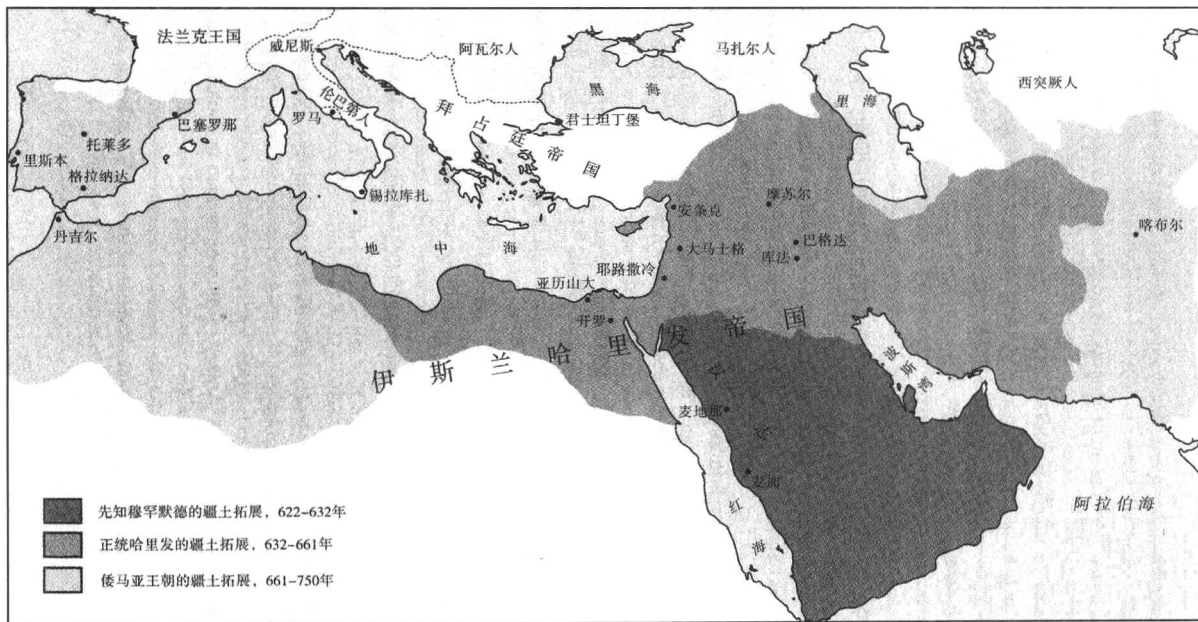 法兰克王国
威尼斯
阿瓦尔人
马扎尔人
西突厥人
黑海
里海
伦巴第人
罗马
拜占廷帝国
君士坦丁堡
巴塞罗那
托莱多
里斯本
格拉纳达
锡拉库扎
丹吉尔
安条克
摩苏尔
喀布尔
地中海
大马士格
巴格达
库法
耶路撒冷
亚历山大
开罗
伊斯兰哈里发帝国
波斯湾
麦地那
麦加
红海
阿拉伯海
先知穆罕默德的疆土拓展，622-632年
正统哈里发的疆土拓展，632-661年
倭马亚王朝的疆土拓展，661-750年